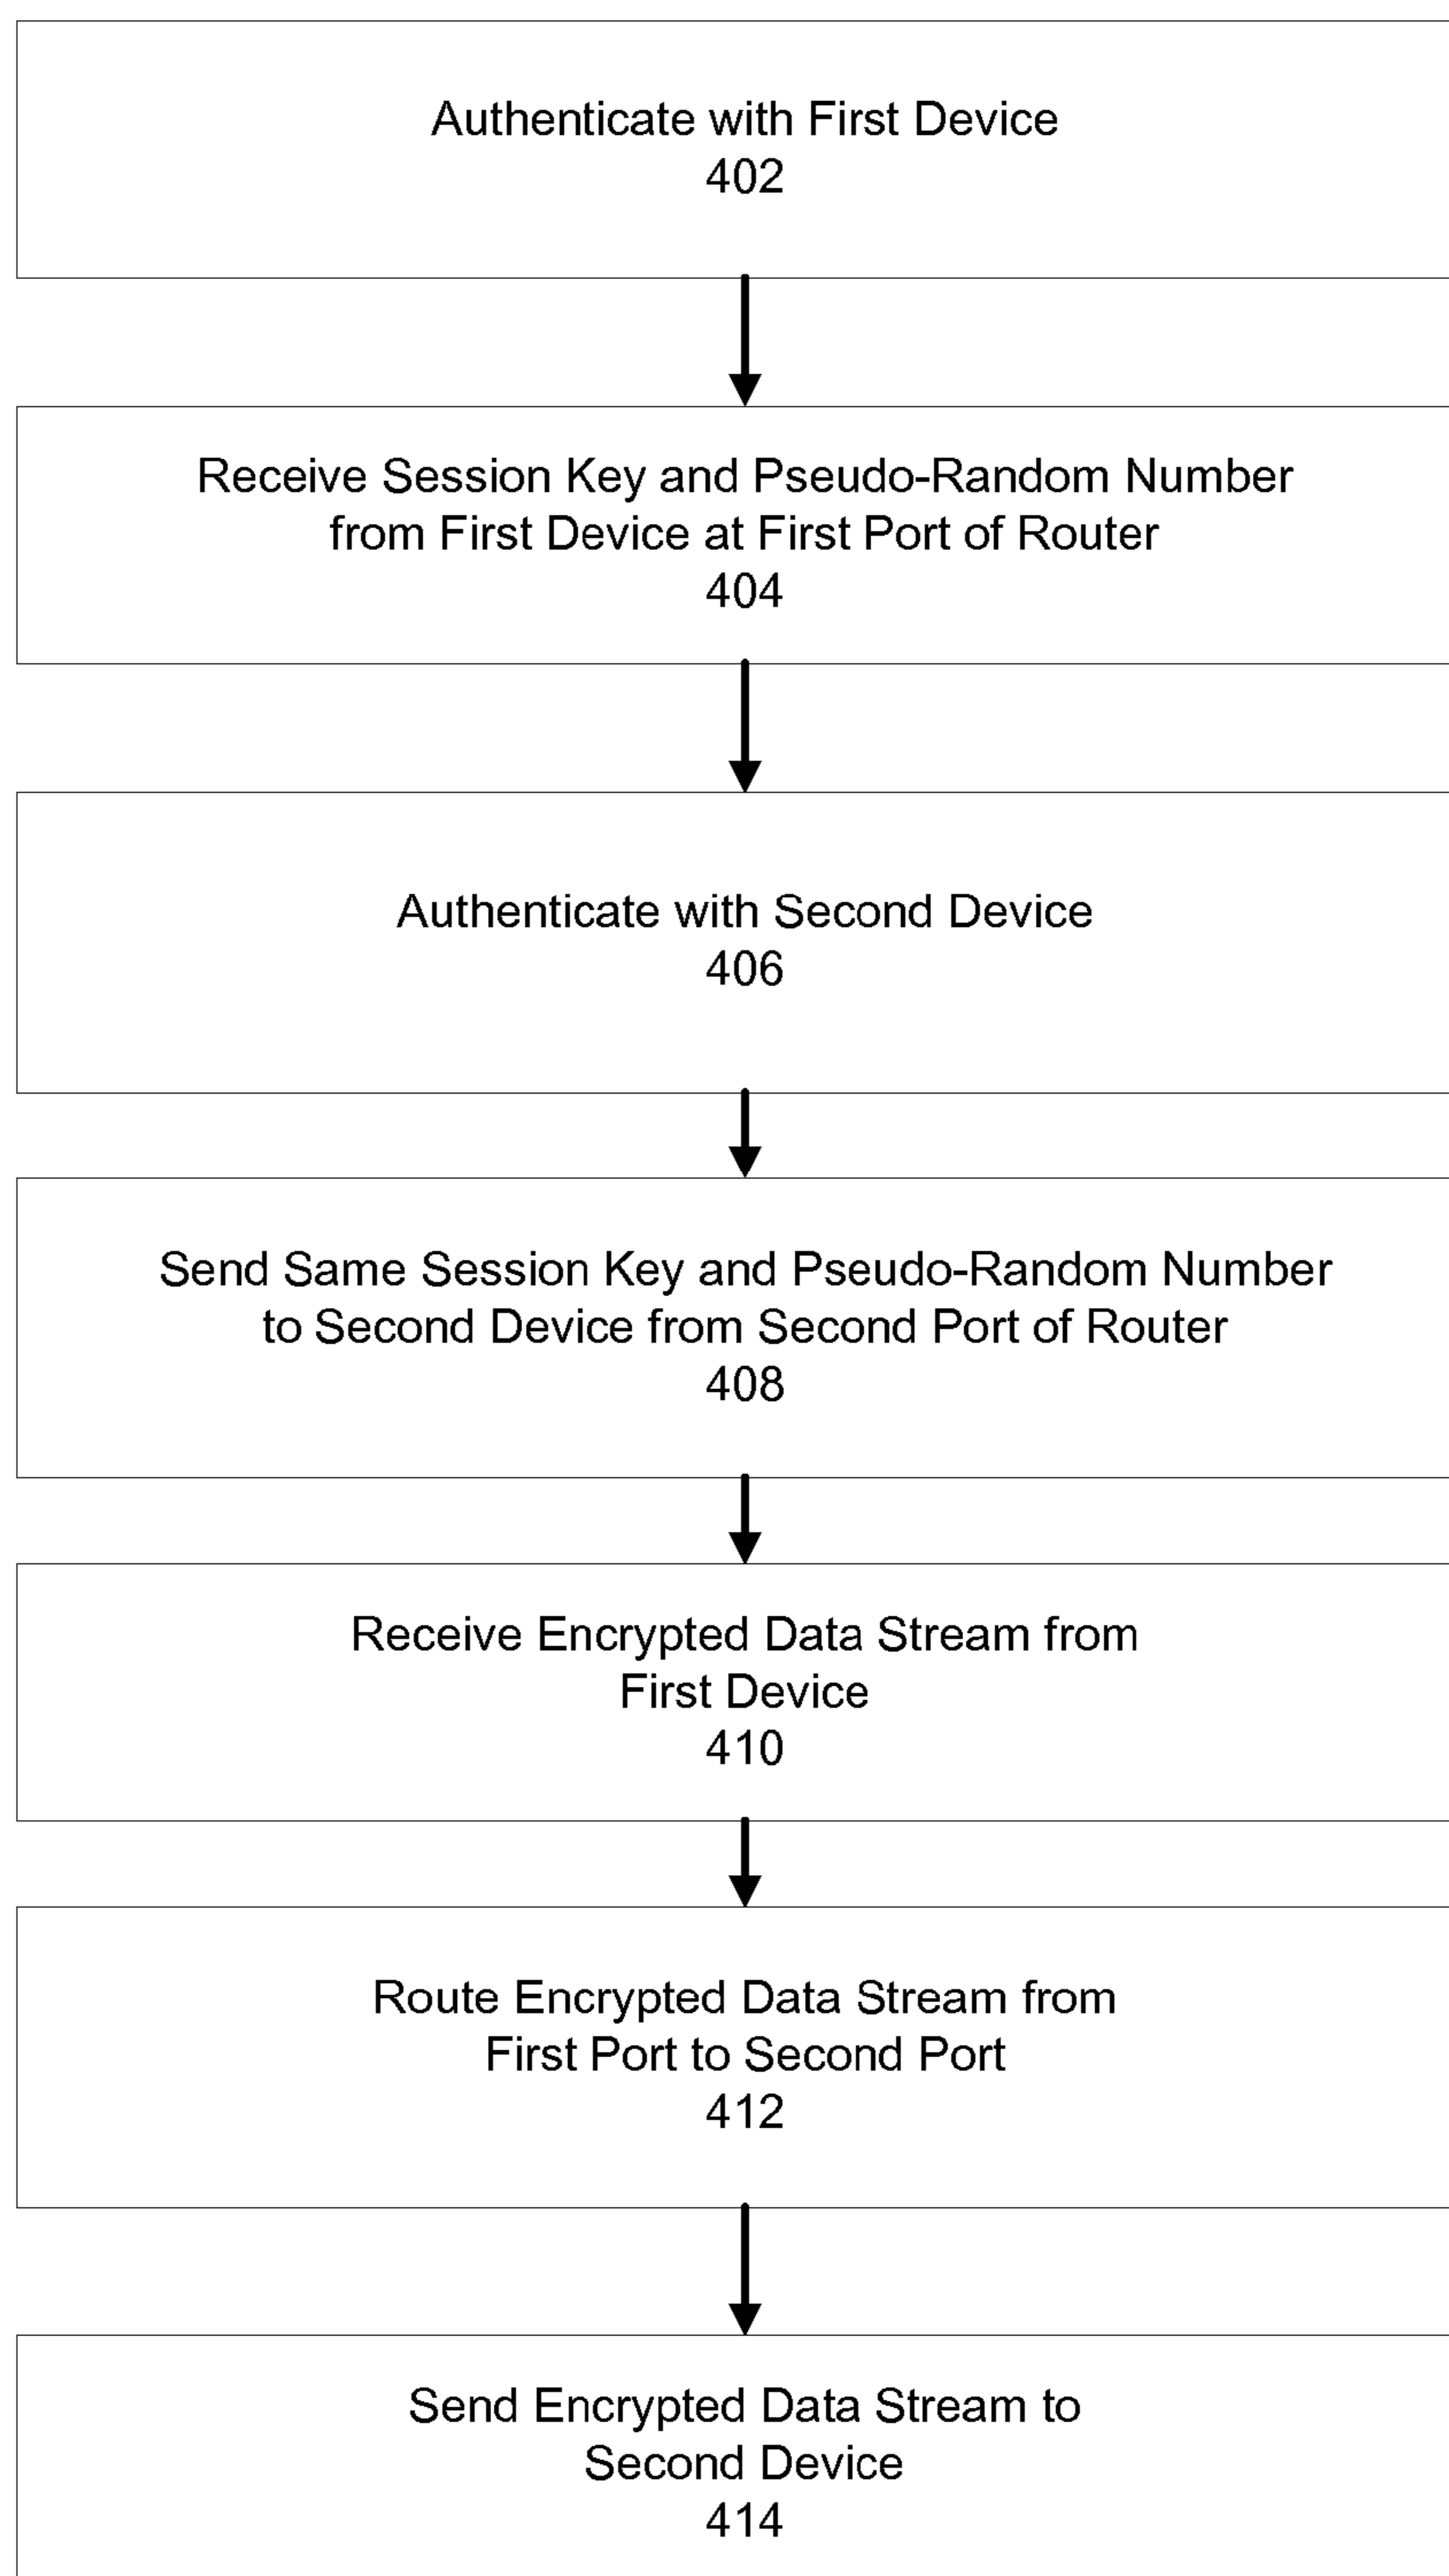 Authenticate with First Device
402
Receive Session Key and Pseudo-Random Number
from First Device at First Port of Router
404
Authenticate with Second Device
406
Send Same Session Key and Pseudo-Random Number
to Second Device from Second Port of Router
408
Receive Encrypted Data Stream from
First Device
410
Route Encrypted Data Stream from
First Port to Second Port
412
Send Encrypted Data Stream to
Second Device
414